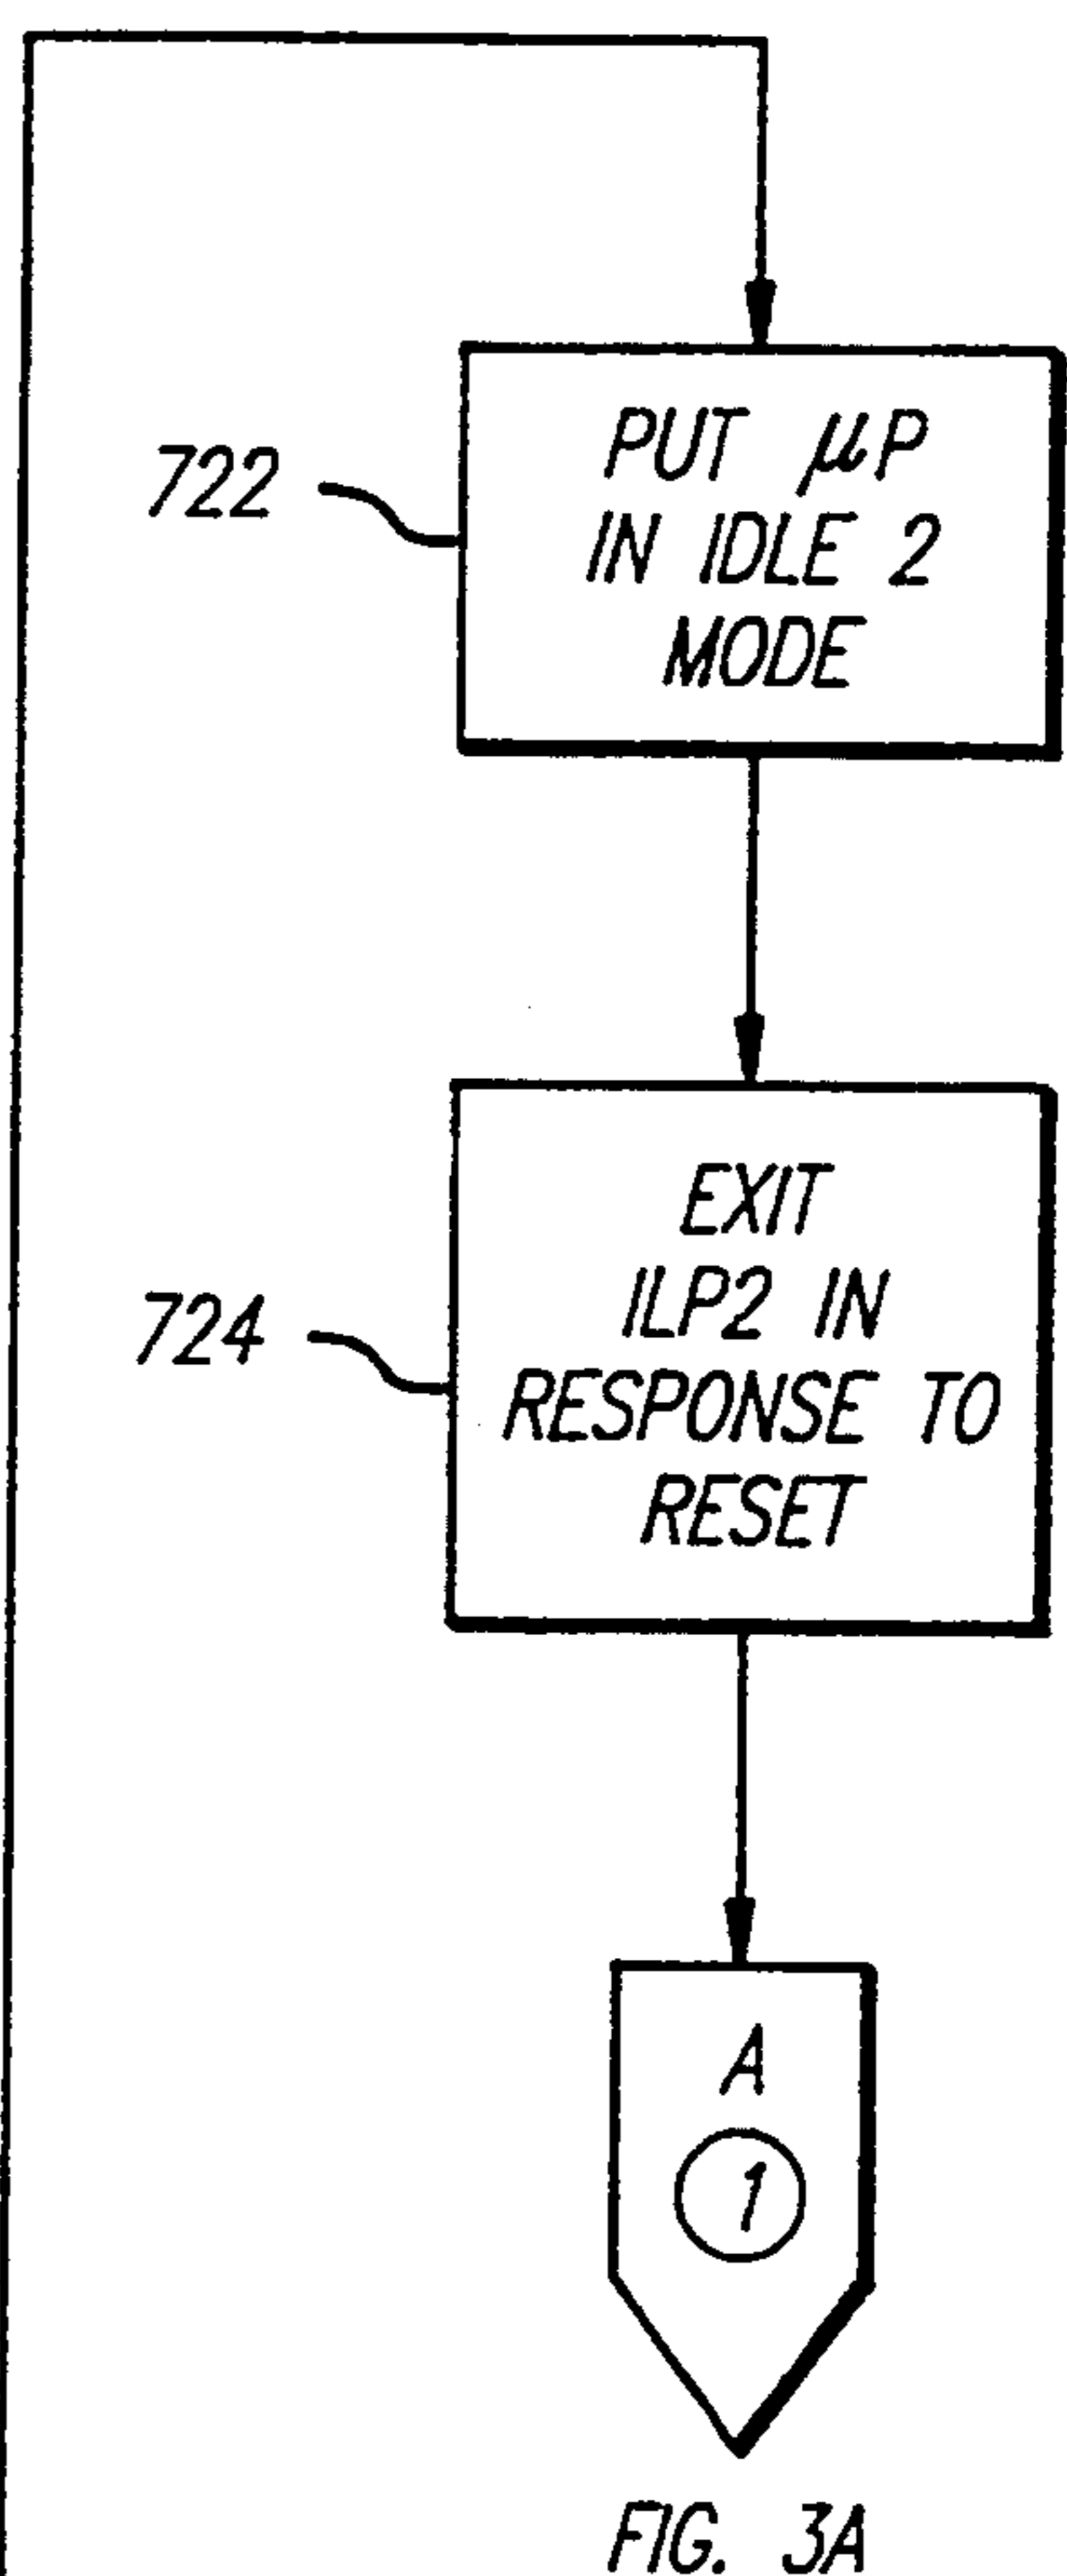 722
PUT μP
IN IDLE 2
MODE
724
EXIT
ILP2 IN
RESPONSE TO
RESET
A
1
FIG. 3A